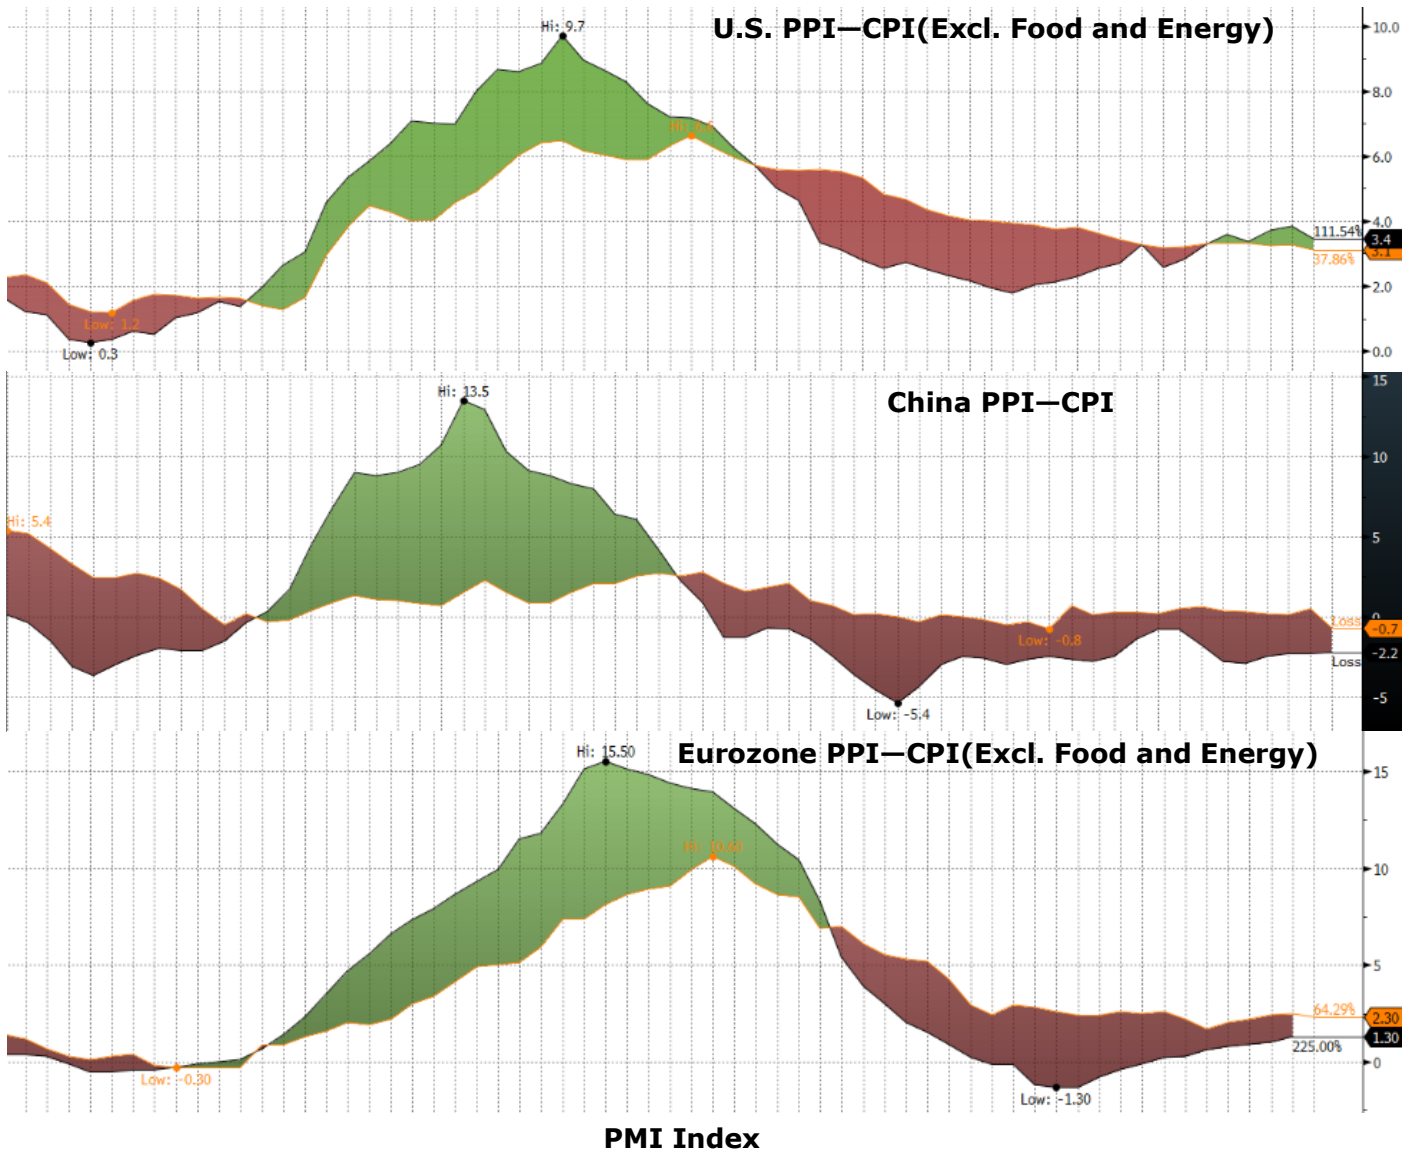 U.S. PPI—CPI(Excl. Food and Energy)
Hi: 9.7
10.0
8.0
Hi: 6.6
6.0
4.0
111.54%
3.4
3.1
37.86%
2.0
Low: 1.2
Low: 0.3
0.0
15
Hi: 13.5
China PPI—CPI
10
Hi: 5.4
5
0
Loss
-0.7
Low: -0.8
-2.2
Loss
-5
Low: -5.4
Hi: 15.50
Eurozone PPI—CPI(Excl. Food and Energy)
15
Hi: 10.60
10
5
64.29%
2.30
1.30
225.00%
0
Low: -0.30
Low: -1.30
PMI Index